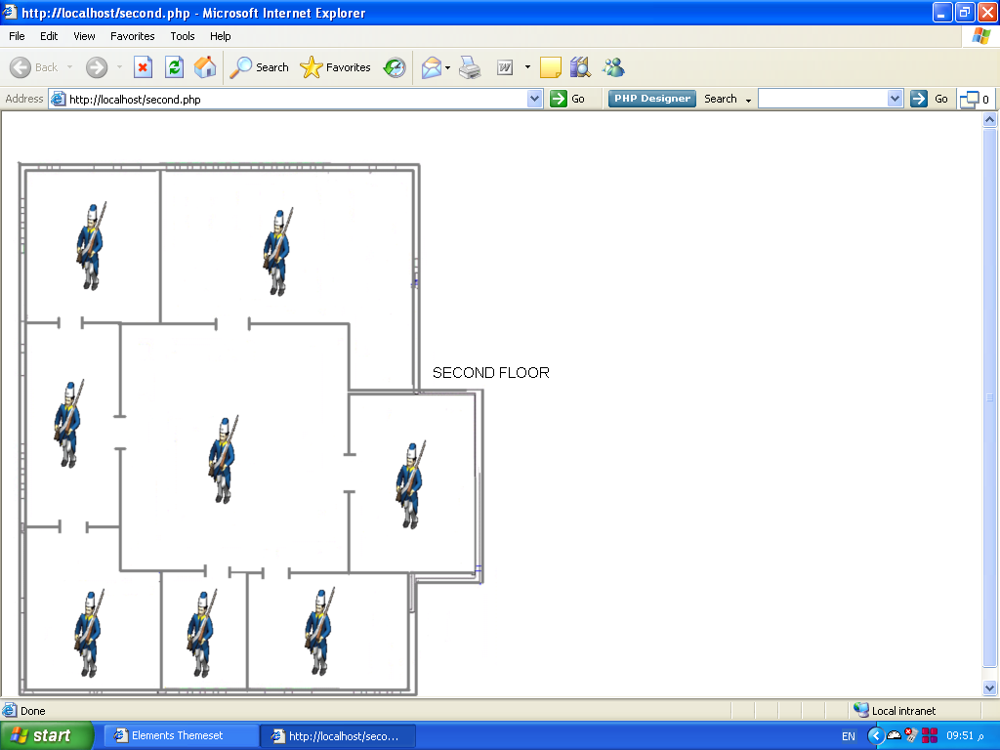 http://localhost/second.php - Microsoft Internet Explorer
File Edit View Favorites Tools Help
Back Search Favorites W
Address http://localhost/second.php Go PHP Designer Search Go 0
SECOND FLOOR
Done Local intranet
start Elements Themeset http://localhost/seco... EN 09:51 م